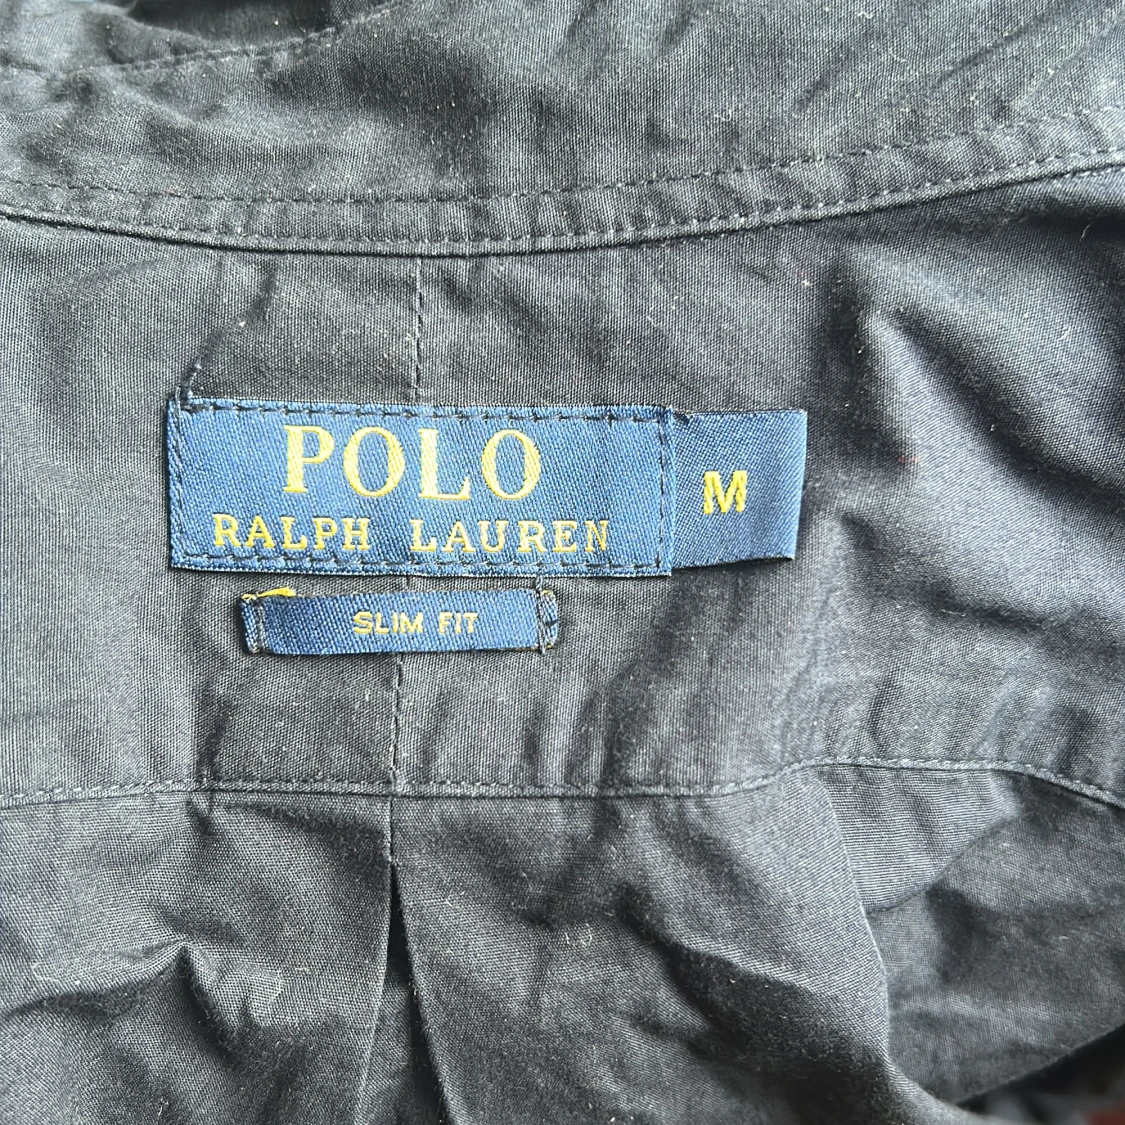 POLO
RALPH LAUREN
M
SLIM FIT